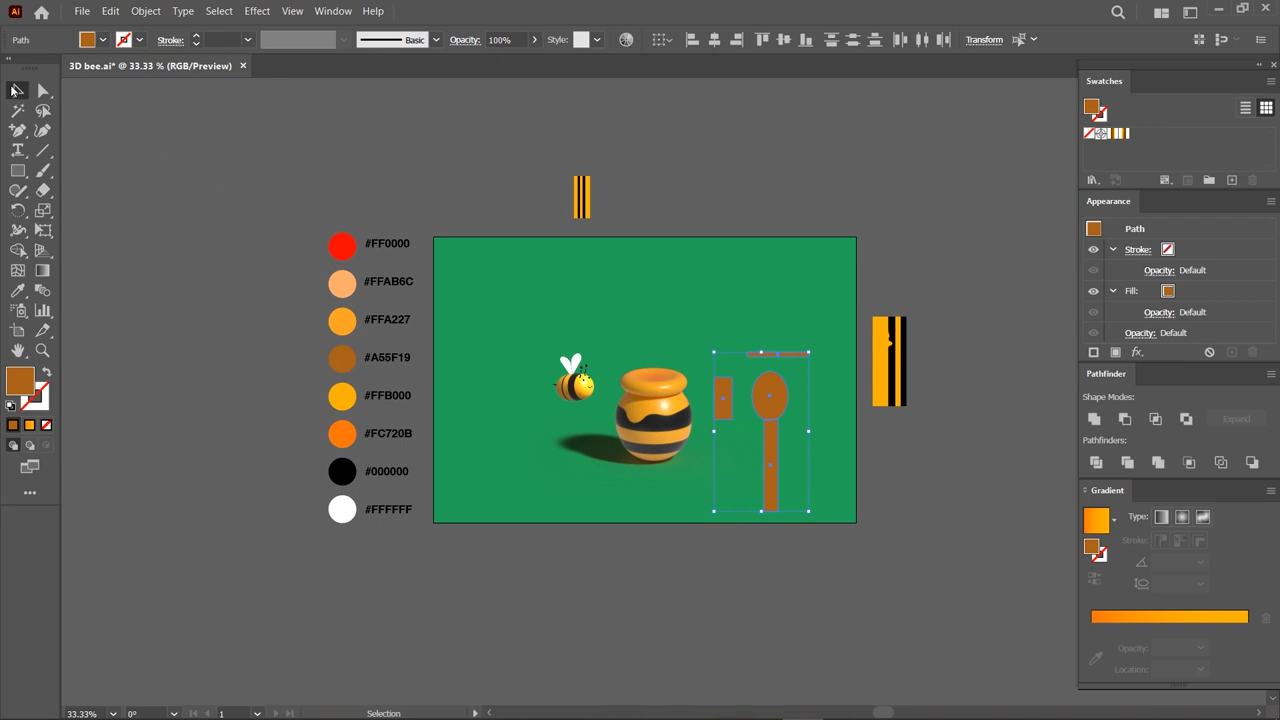 Ai File Edit Object Type Select Effect View Window Help
Path Stroke: Basic Opacity: 100% Style: Transform
3D bee.ai* @ 33.33 % (RGB/Preview)
#FF0000
#FFAB6C
#FFA227
#A55F19
#FFB000
#FC720B
#000000
#FFFFFF
Swatches
Appearance
Path
Stroke:
Opacity: Default
Fill:
Opacity: Default
Opacity: Default
fx
Pathfinder
Shape Modes:
Expand
Pathfinders:
Gradient
Type:
Stroke:
Opacity:
Location:
33.33% 0° 1 Selection